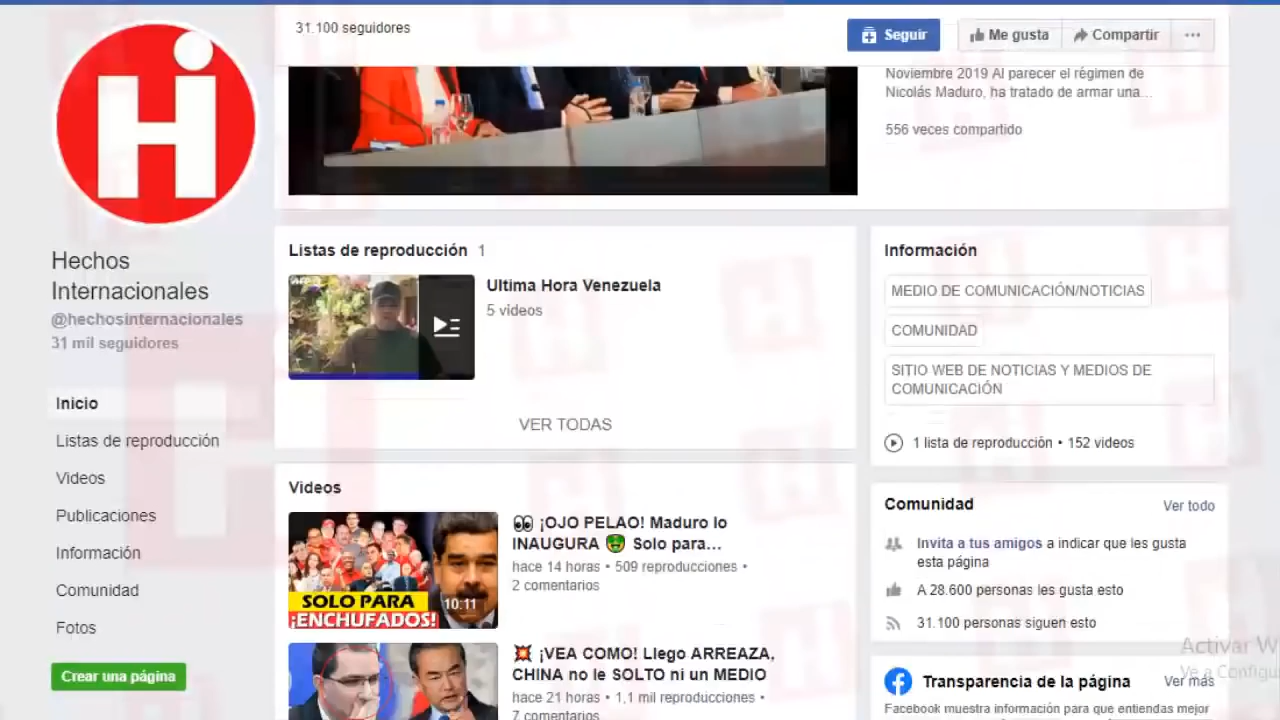 31.100 seguidores
Seguir
Me gusta
Compartir
Noviembre 2019 Al parecer el régimen de
Nicolás Maduro, ha tratado de armar una...
556 veces compartido
Hi
Hechos
Internacionales
@hechosinternacionales
31 mil seguidores
Inicio
Listas de reproducción
Videos
Publicaciones
Información
Comunidad
Fotos
Crear una página
Listas de reproducción 1
Ultima Hora Venezuela
5 videos
VER TODAS
Videos
SOLO PARA
¡ENCHUFADOS!
10:11
👀 ¡OJO PELAO! Maduro lo
INAUGURA 🤑 Solo para...
hace 14 horas • 509 reproducciones •
2 comentarios
💥 ¡VEA COMO! Llego ARREAZA,
CHINA no le SOLTO ni un MEDIO
hace 21 horas • 1,1 mil reproducciones •
7 comentarios
Información
MEDIO DE COMUNICACIÓN/NOTICIAS
COMUNIDAD
SITIO WEB DE NOTICIAS Y MEDIOS DE
COMUNICACIÓN
1 lista de reproducción • 152 videos
Comunidad
Ver todo
Invita a tus amigos a indicar que les gusta
esta página
A 28.600 personas les gusta esto
31.100 personas siguen esto
Transparencia de la página
Ver más
Facebook muestra información para que entiendas mejor
Activar W
Ve a Configu